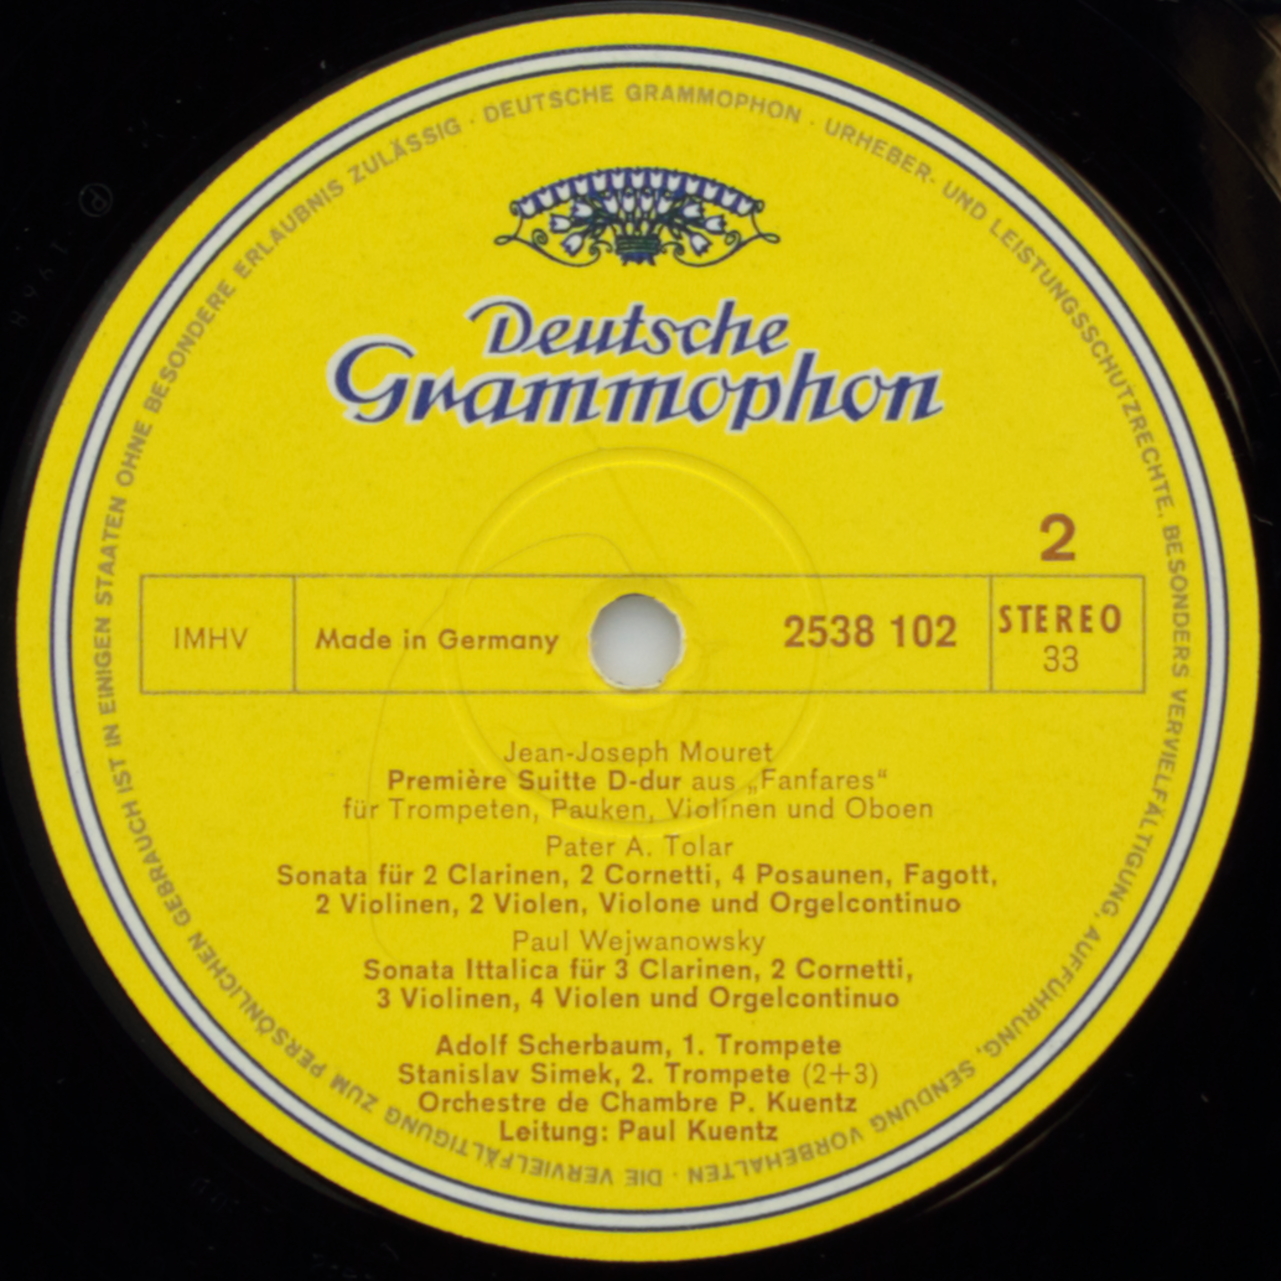 DEUTSCHE GRAMMOPHON · URHEBER- UND LEISTUNGSSCHUTZRECHTE, BESONDERS VERVIELFÄLTIGUNG, AUFFÜHRUNG, SENDUNG VORBEHALTEN · DIE VERVIELFÄLTIGUNG ZUM PERSÖNLICHEN GEBRAUCH IST IN EINIGEN STAATEN OHNE BESONDERE ERLAUBNIS ZULÄSSIG ·
Deutsche
Grammophon
2
IMHV Made in Germany 2538 102 STEREO
33
Jean-Joseph Mouret
Première Suitte D-dur aus „Fanfares“
für Trompeten, Pauken, Violinen und Oboen
Pater A. Tolar
Sonata für 2 Clarinen, 2 Cornetti, 4 Posaunen, Fagott,
2 Violinen, 2 Violen, Violone und Orgelcontinuo
Paul Wejwanowsky
Sonata Ittalica für 3 Clarinen, 2 Cornetti,
3 Violinen, 4 Violen und Orgelcontinuo
Adolf Scherbaum, 1. Trompete
Stanislav Simek, 2. Trompete (2+3)
Orchestre de Chambre P. Kuentz
Leitung: Paul Kuentz